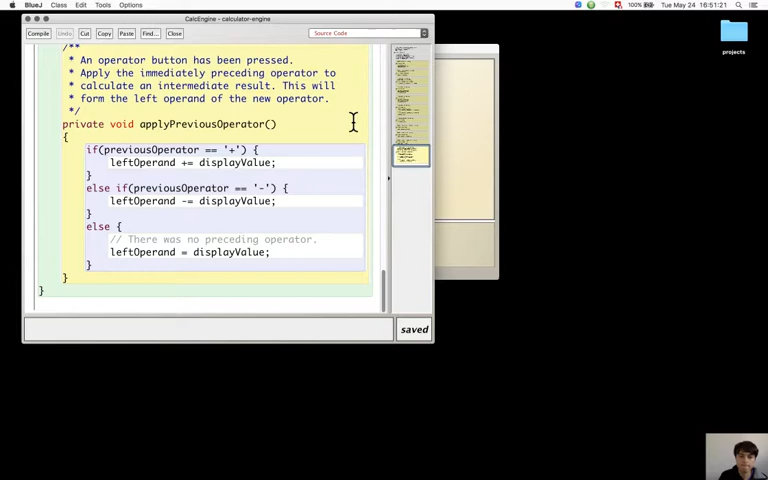 BlueJ Class Edit Tools Options
100% Tue May 24 16:51:21
CalcEngine - calculator-engine
Compile Undo Cut Copy Paste Find... Close Source Code
/**
* An operator button has been pressed.
* Apply the immediately preceding operator to
* calculate an intermediate result. This will
* form the left operand of the new operator.
*/
private void applyPreviousOperator()
{
if(previousOperator == '+') {
leftOperand += displayValue;
}
else if(previousOperator == '-') {
leftOperand -= displayValue;
}
else {
// There was no preceding operator.
leftOperand = displayValue;
}
}
}
saved
projects